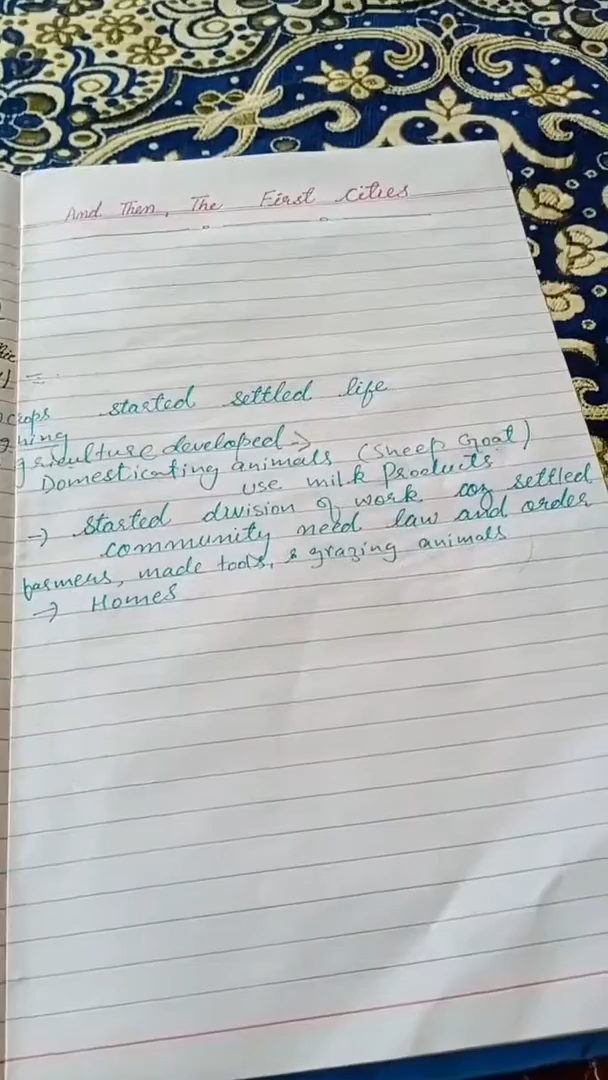 And Then, The First Cities
crops started settled life
griculture developed →
Domesticating animals (Sheep Goat)
use milk Products
→ Started division of work coz settled
community need law and order
farmers, made tools, & grazing animals
→ Homes